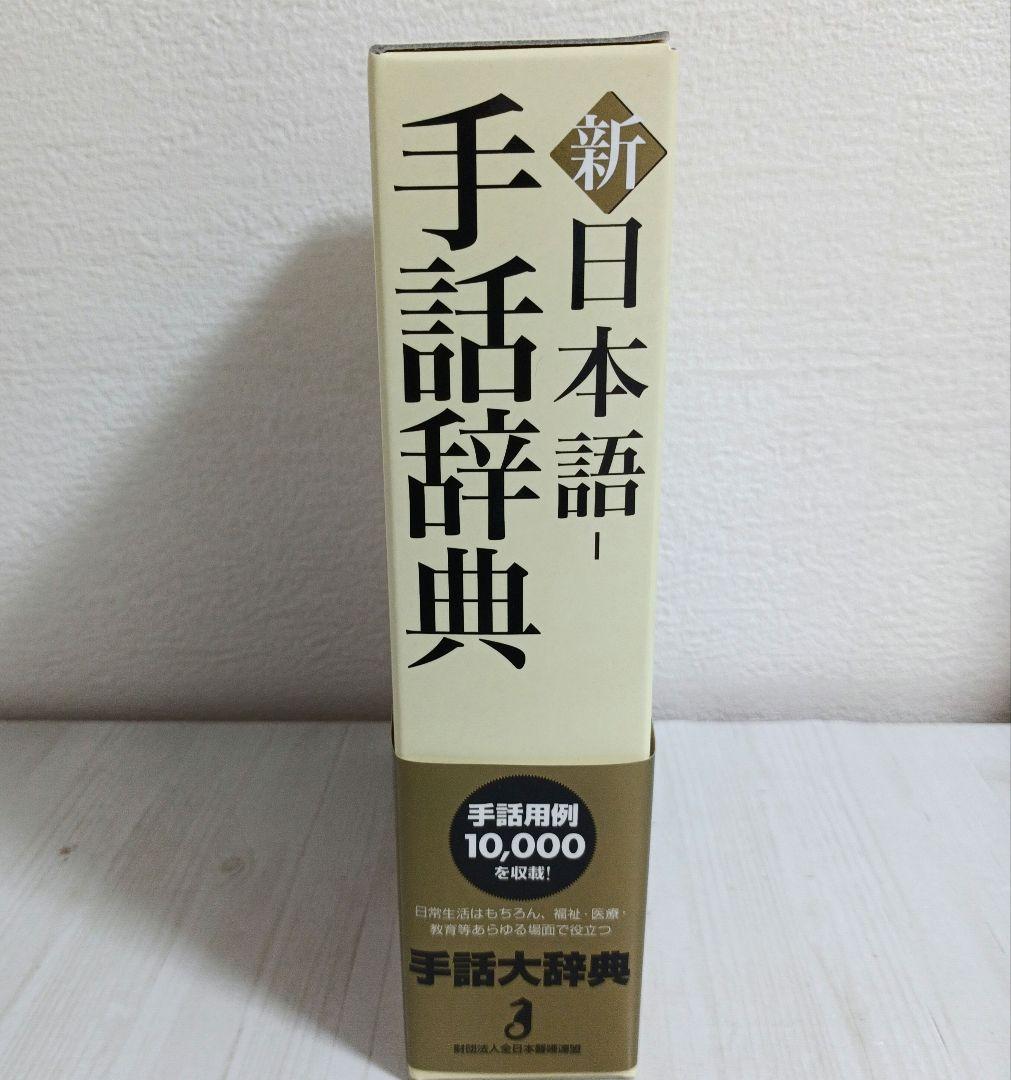 新日本語－
手話辞典
手話用例
10,000
を収載!
日常生活はもちろん、福祉・医療・
教育等あらゆる場面で役立つ
手話大辞典
財団法人全日本聾唖連盟